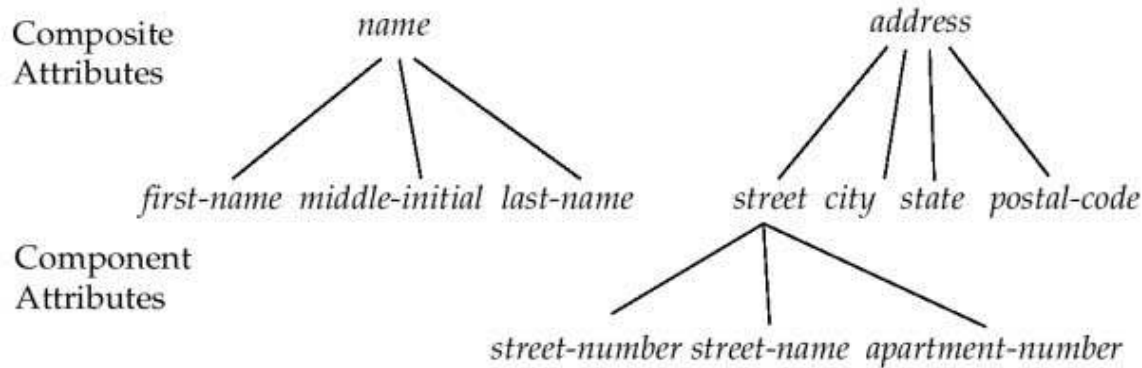 Composite
Attributes
name
address
first-name middle-initial last-name
street city state postal-code
Component
Attributes
street-number street-name apartment-number